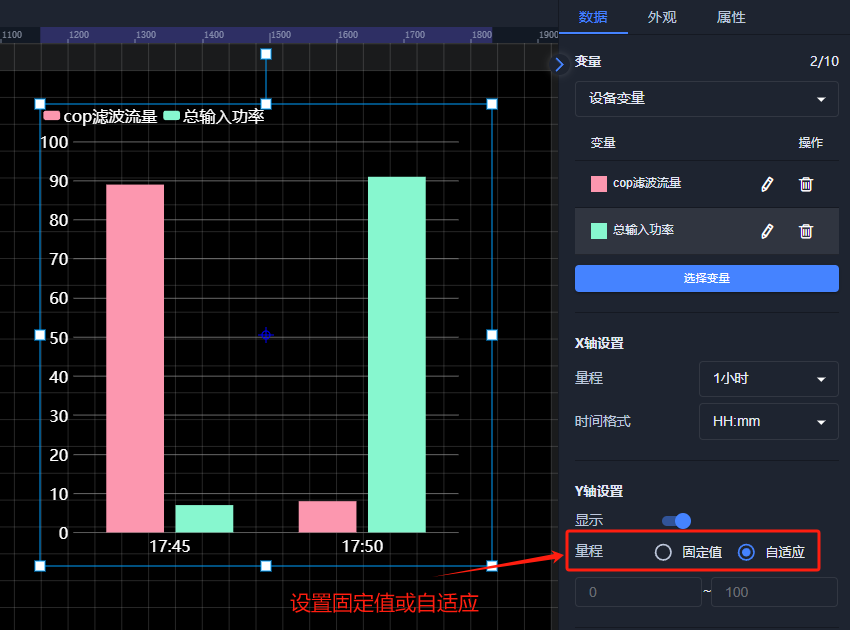 数据 外观 属性
1100 1200 1300 1400 1500 1600 1700 1800 1900
变量 2/10
设备变量
变量 操作
cop滤波流量
总输入功率
选择变量
X轴设置
量程 1小时
时间格式 HH:mm
Y轴设置
显示
量程 固定值 自适应
0 ~ 100
cop滤波流量 总输入功率
100
90
80
70
60
50
40
30
20
10
0
17:45 17:50
设置固定值或自适应